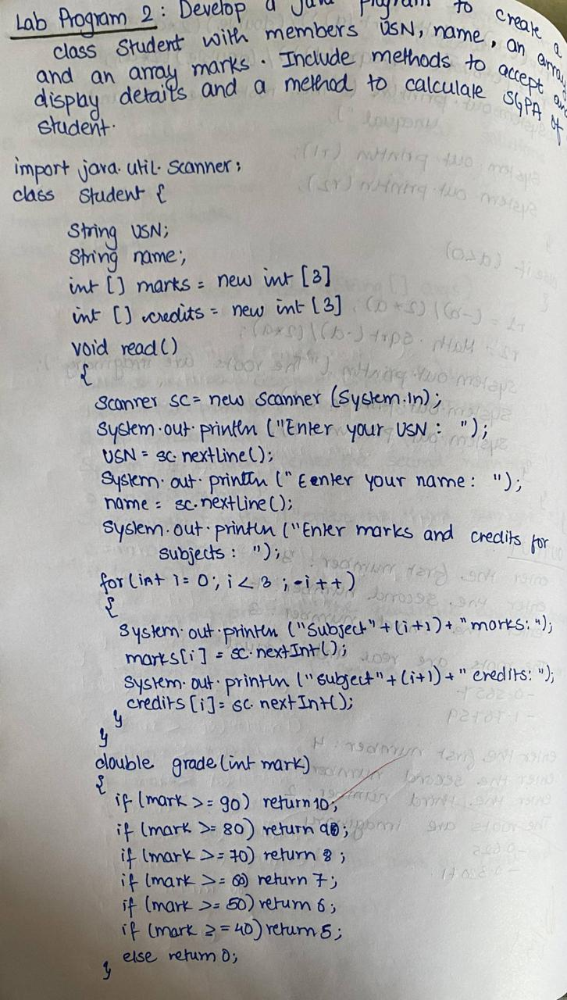 Lab Program 2: Develop a Java Program to create a
class Student with members USN, name, an array
and an array marks. Include methods to accept and
display details and a method to calculate SGPA of
student.
import java.util.Scanner;
class Student {
String USN;
String name;
int [] marks = new int [3]
int [] credits = new int [3]
void read()
{
Scanner sc = new Scanner (System.in);
System.out.println ("Enter your USN : ");
USN = sc.nextLine();
System.out.println (" Eenter your name: ");
name = sc.nextLine();
System.out.println ("Enter marks and credits for
subjects : ");
for (int i = 0; i < 3 ; i++)
{
System.out.println ("Subject" + (i+1) + "marks: ");
marks[i] = sc.nextInt();
System.out.println ("subject" + (i+1) + " credits: ");
credits [i] = sc.nextInt();
}
}
double grade (int mark)
{
if (mark >= 90) return 10;
if (mark >= 80) return 9;
if (mark >= 70) return 8;
if (mark >= 60) return 7;
if (mark >= 50) return 6;
if (mark >= 40) return 5;
else return 0;
}